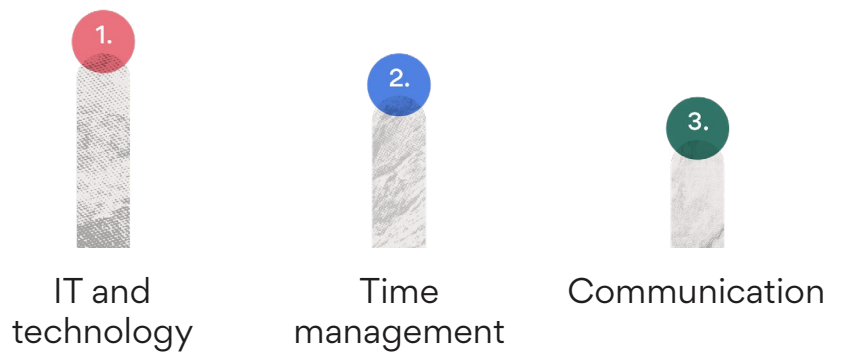 1.
2.
3.
IT and
technology
Time
management
Communication